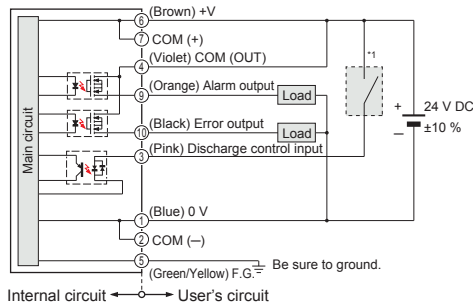 (Brown) +V
6
7 COM (+)
(Violet) COM (OUT)
4
*1
(Orange) Alarm output
9
Load
(Black) Error output
10
Load
+ 24 V DC
– ±10 %
(Pink) Discharge control input
3
Main circuit
(Blue) 0 V
1
2 COM (–)
5
Be sure to ground.
(Green/Yellow) F.G.
Internal circuit User's circuit